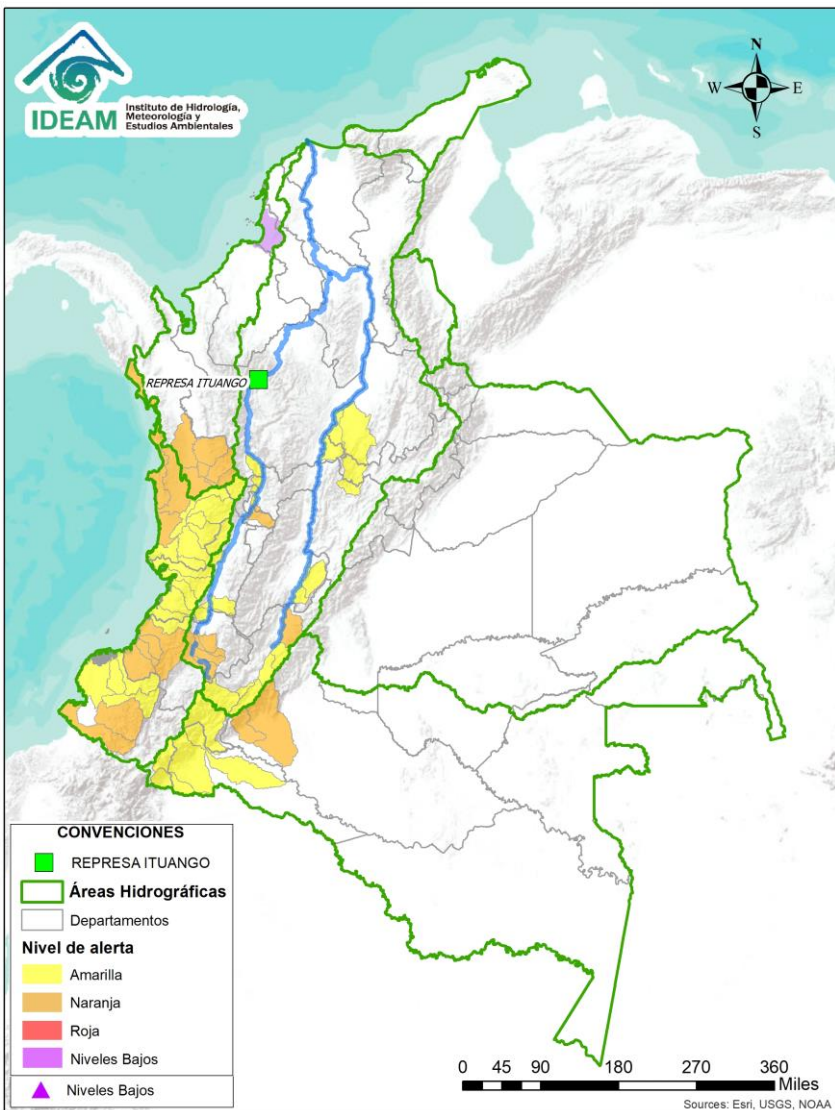 IDEAM
Instituto de Hidrología,
Meteorología y
Estudios Ambientales
N
W
E
S
REPRESA ITUANGO
CONVENCIONES
REPRESA ITUANGO
Áreas Hidrográficas
Departamentos
Nivel de alerta
Amarilla
Naranja
Roja
Niveles Bajos
Niveles Bajos
0 45 90 180 270 360
Miles
Sources: Esri, USGS, NOAA